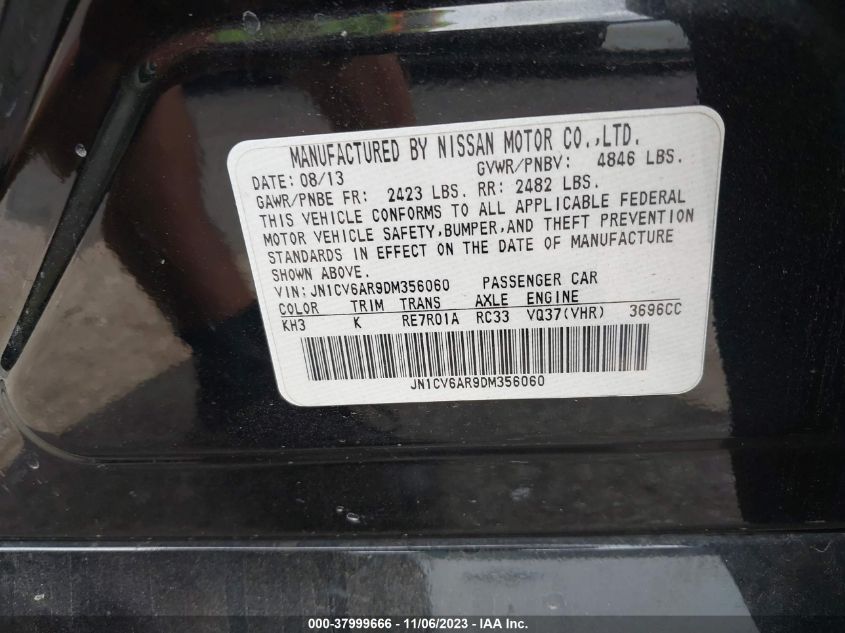 MANUFACTURED BY NISSAN MOTOR CO.,LTD.
DATE: 08/13 GVWR/PNBV: 4846 LBS.
GAWR/PNBE FR: 2423 LBS. RR: 2482 LBS.
THIS VEHICLE CONFORMS TO ALL APPLICABLE FEDERAL
MOTOR VEHICLE SAFETY,BUMPER,AND THEFT PREVENTION
STANDARDS IN EFFECT ON THE DATE OF MANUFACTURE
SHOWN ABOVE.
VIN: JN1CV6AR9DM356060 PASSENGER CAR
COLOR TRIM TRANS AXLE ENGINE
KH3 K RE7R01A RC33 VQ37(VHR) 3696CC
JN1CV6AR9DM356060
000-37999666 - 11/06/2023 - IAAI.COM